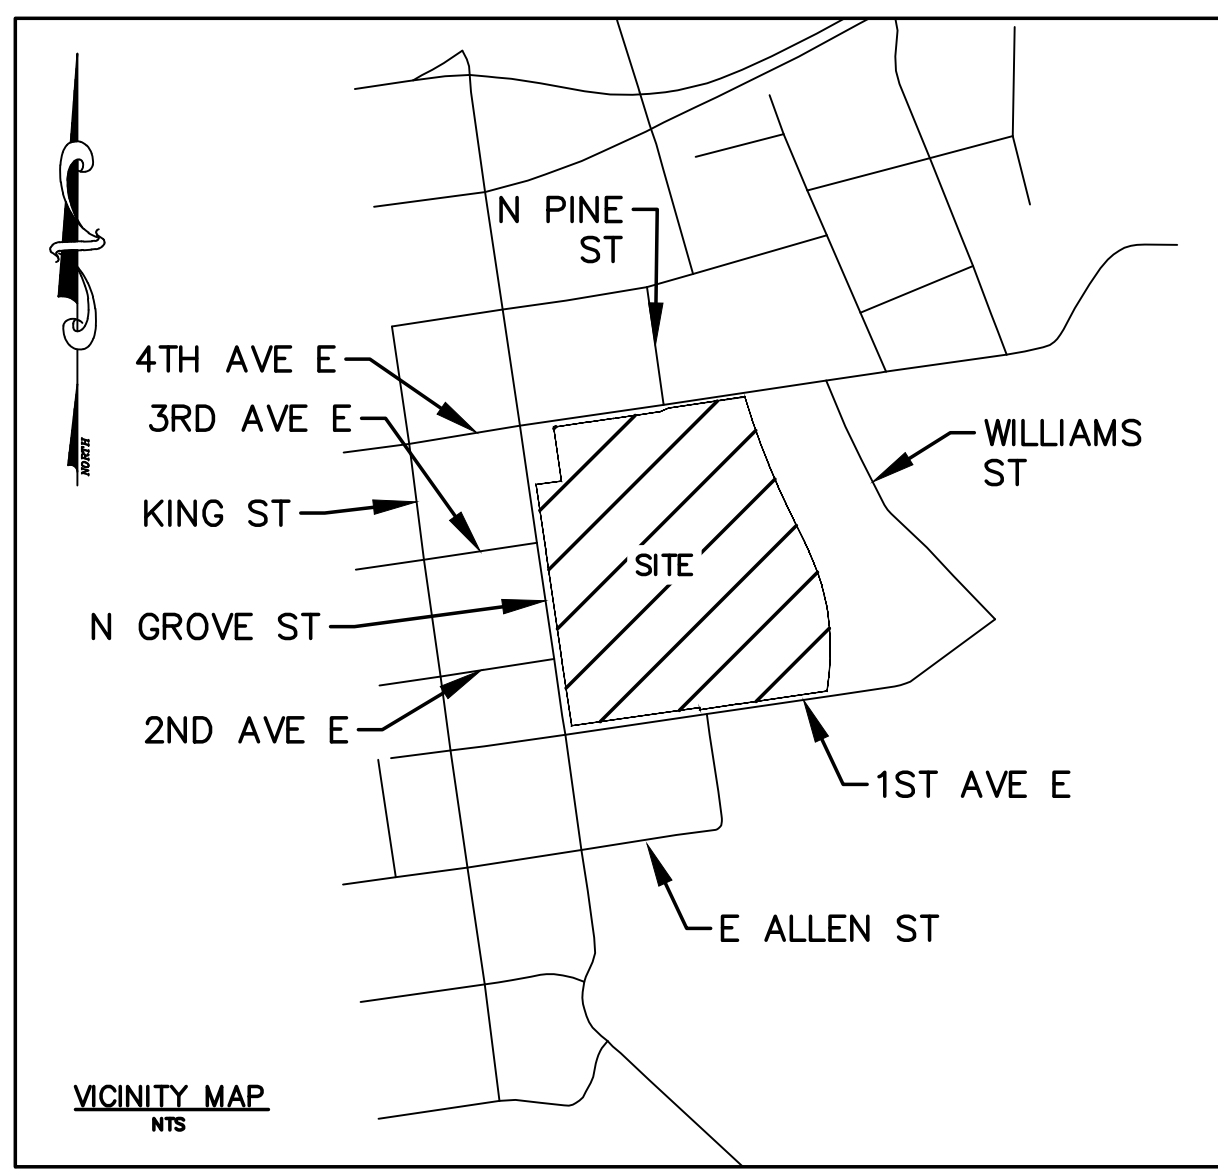 N PINE
ST
4TH AVE E
3RD AVE E
NORTH
WILLIAMS
ST
KING ST
SITE
N GROVE ST
2ND AVE E
1ST AVE E
E ALLEN ST
VICINITY MAP
NTS